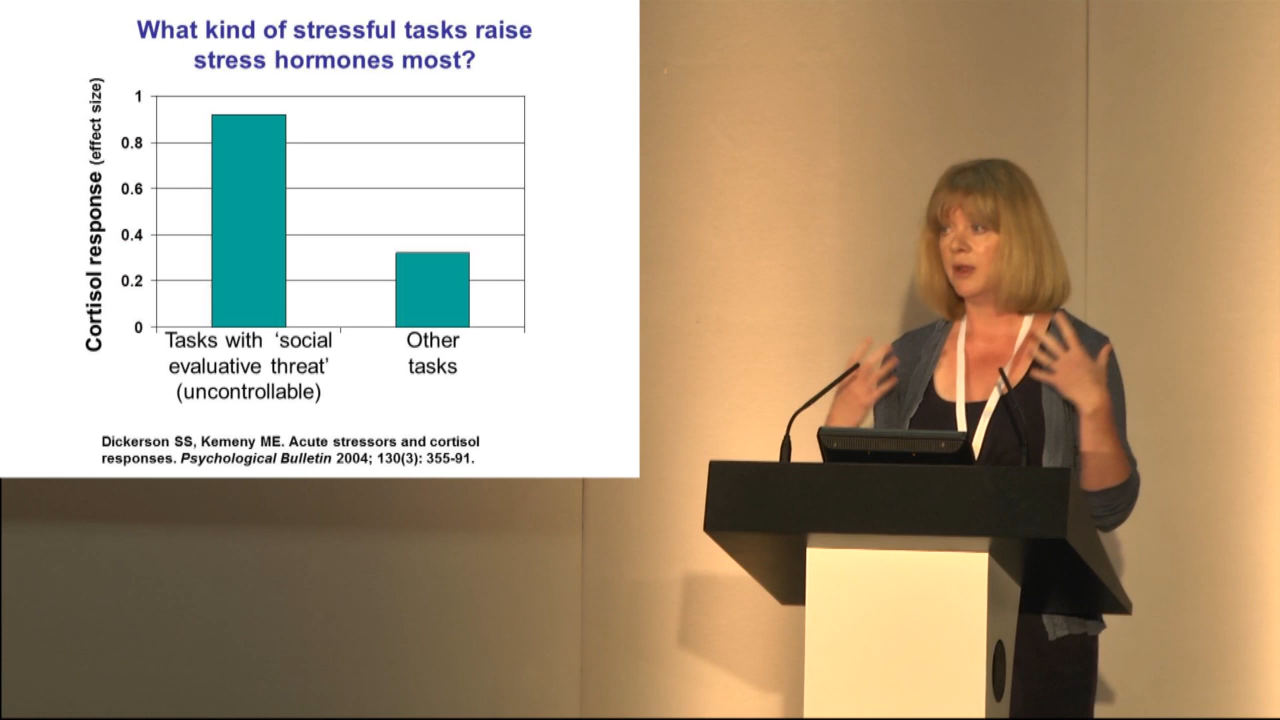 What kind of stressful tasks raise
stress hormones most?
Cortisol response (effect size)
1
0.8
0.6
0.4
0.2
0
Tasks with ‘social
evaluative threat’
(uncontrollable)
Other
tasks
Dickerson SS, Kemeny ME. Acute stressors and cortisol
responses. Psychological Bulletin 2004; 130(3): 355-91.